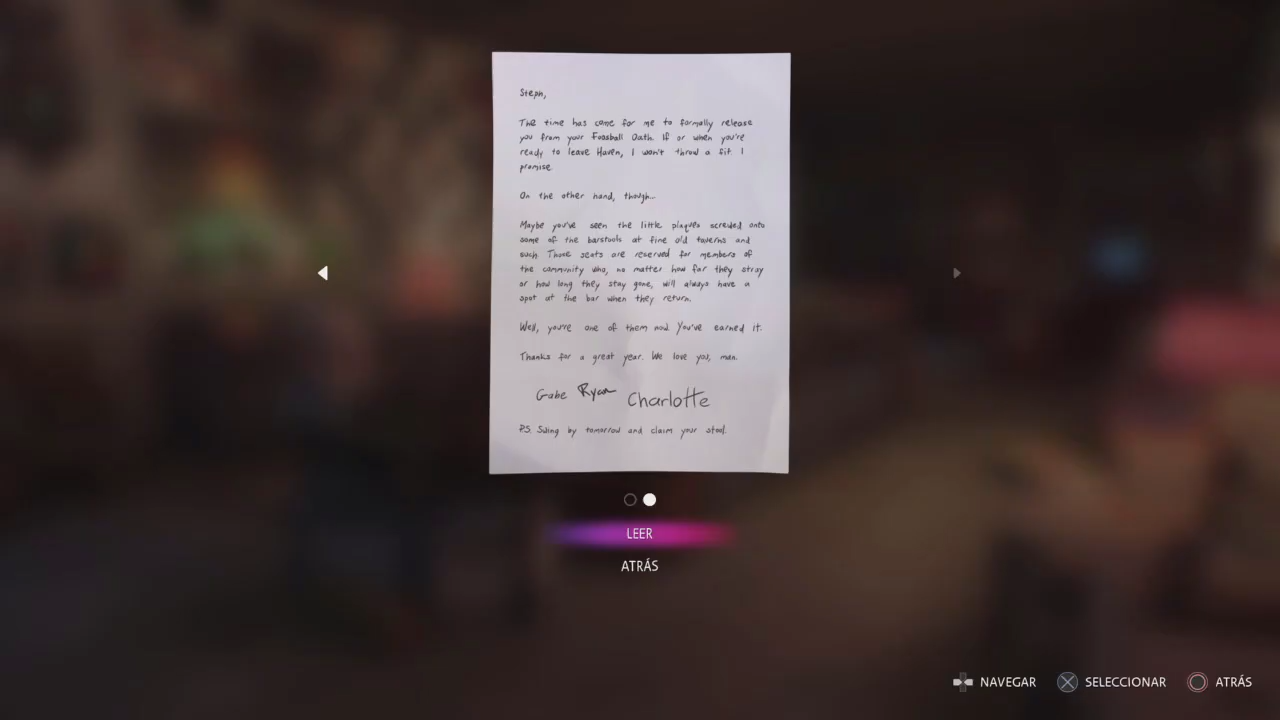 Steph,
The time has come for me to formally release
you from your Foosball Oath. If or when you're
ready to leave Haven, I won't throw a fit. I
promise.
On the other hand, though...
Maybe you've seen the little plaques screwed onto
some of the barstools at fine old taverns and
such. Those seats are reserved for members of
the community who, no matter how far they stray
or how long they stay gone, will always have a
spot at the bar when they return.
Well, you're one of them now. You've earned it.
Thanks for a great year. We love you, man.
Gabe Ryan Charlotte
P.S. Swing by tomorrow and claim your stool.
LEER
ATRÁS
NAVEGAR SELECCIONAR ATRÁS